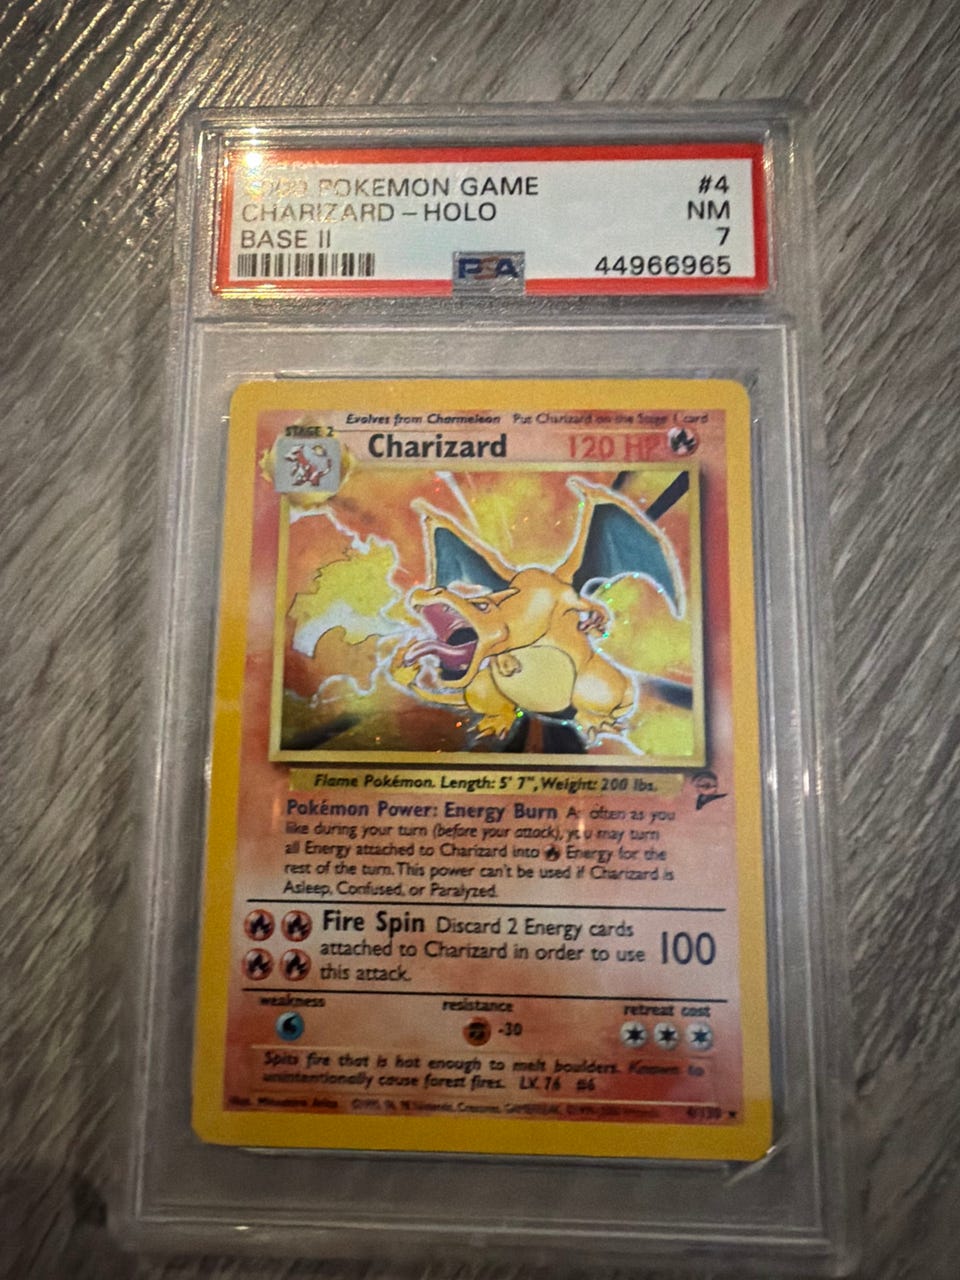 POKEMON GAME
#4
CHARIZARD – HOLO
NM
BASE II
7
PSA
44966965
Evolves from Charmeleon Put Charizard on the Stage 1 card
STAGE 2
Charizard
120 HP
Flame Pokémon. Length: 5' 7", Weight: 200 lbs.
Pokémon Power: Energy Burn As often as you
like during your turn (before your attack), you may turn
all Energy attached to Charizard into Energy for the
rest of the turn. This power can't be used if Charizard is
Asleep, Confused, or Paralyzed.
Fire Spin Discard 2 Energy cards
attached to Charizard in order to use
this attack.
100
weakness
resistance
retreat cost
-30
Spits fire that is hot enough to melt boulders. Known to
unintentionally cause forest fires. LV. 76 #6
4/130